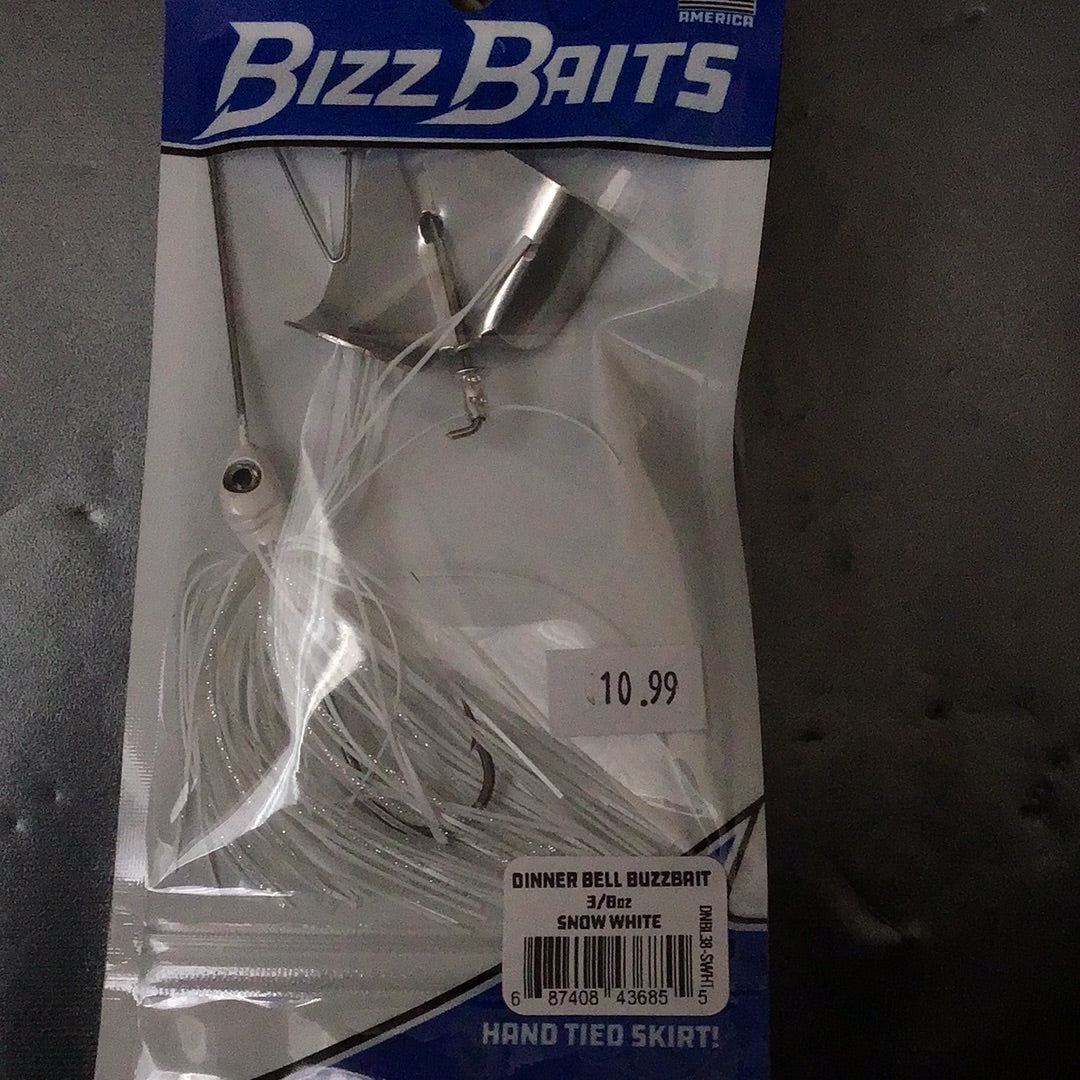 AMERICA
BIZZ BAITS
10.99
DINNER BELL BUZZBAIT
3/8oz
SNOW WHITE
DNBL38-SWHT
6 87408 43685 5
HAND TIED SKIRT!